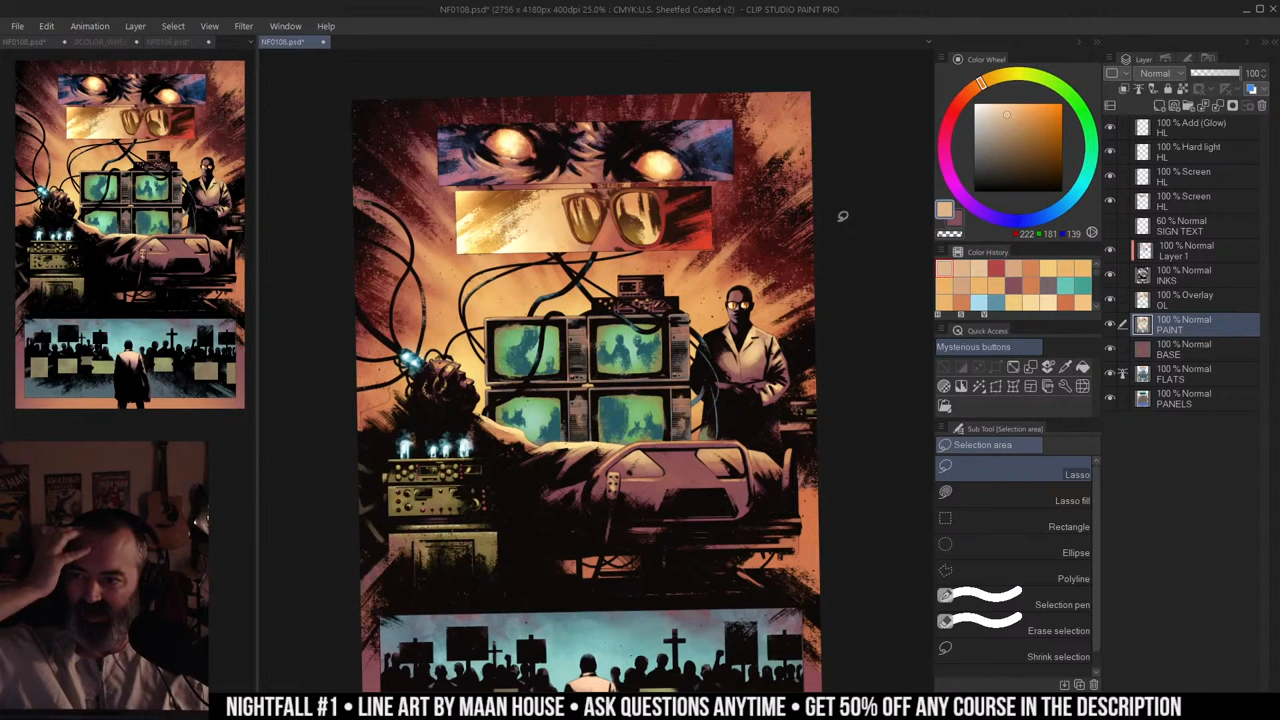 NF0108.psd* (2756 x 4180px 400dpi 25.0% : CMYK:U.S. Sheetfed Coated v2) - CLIP STUDIO PAINT PRO
File Edit Animation Layer Select View Filter Window Help
NF0108.psd* NF0108.psd*
Color Wheel
222 181 139
Color History
H S V
Quick Access
Mysterious buttons
Sub Tool [Selection area]
Selection area
Lasso
Lasso fill
Rectangle
Ellipse
Polyline
Selection pen
Erase selection
Shrink selection
Layer
Normal 100
100 % Add (Glow)
HL
100 % Hard light
HL
100 % Screen
HL
100 % Screen
HL
60 % Normal
SIGN TEXT
100 % Normal
Layer 1
100 % Normal
INKS
100 % Overlay
OL
100 % Normal
PAINT
100 % Normal
BASE
100 % Normal
FLATS
100 % Normal
PANELS
NIGHTFALL #1 • LINE ART BY MAAN HOUSE • ASK QUESTIONS ANYTIME • GET 50% OFF ANY COURSE IN THE DESCRIPTION